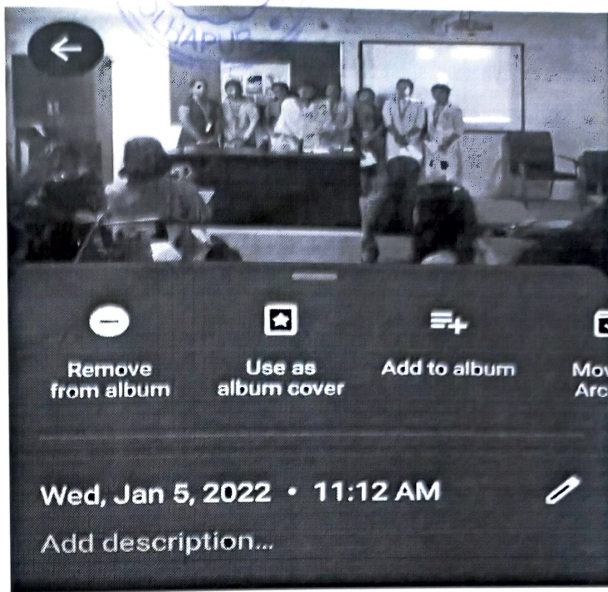 OLHAPUR
Remove
from album
Use as
album cover
Add to album
Mov
Arc
Wed, Jan 5, 2022 • 11:12 AM
Add description...